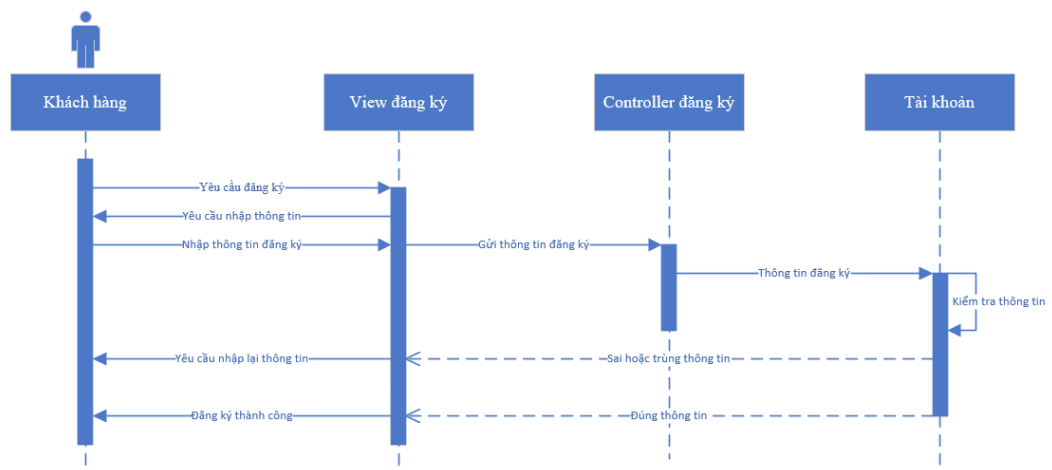 Khách hàng
View đăng ký
Controller đăng ký
Tài khoản
Yêu cầu đăng ký
Yêu cầu nhập thông tin
Nhập thông tin đăng ký
Gửi thông tin đăng ký
Thông tin đăng ký
Kiểm tra thông tin
Yêu cầu nhập lại thông tin
Sai hoặc trùng thông tin
Đăng ký thành công
Đúng thông tin